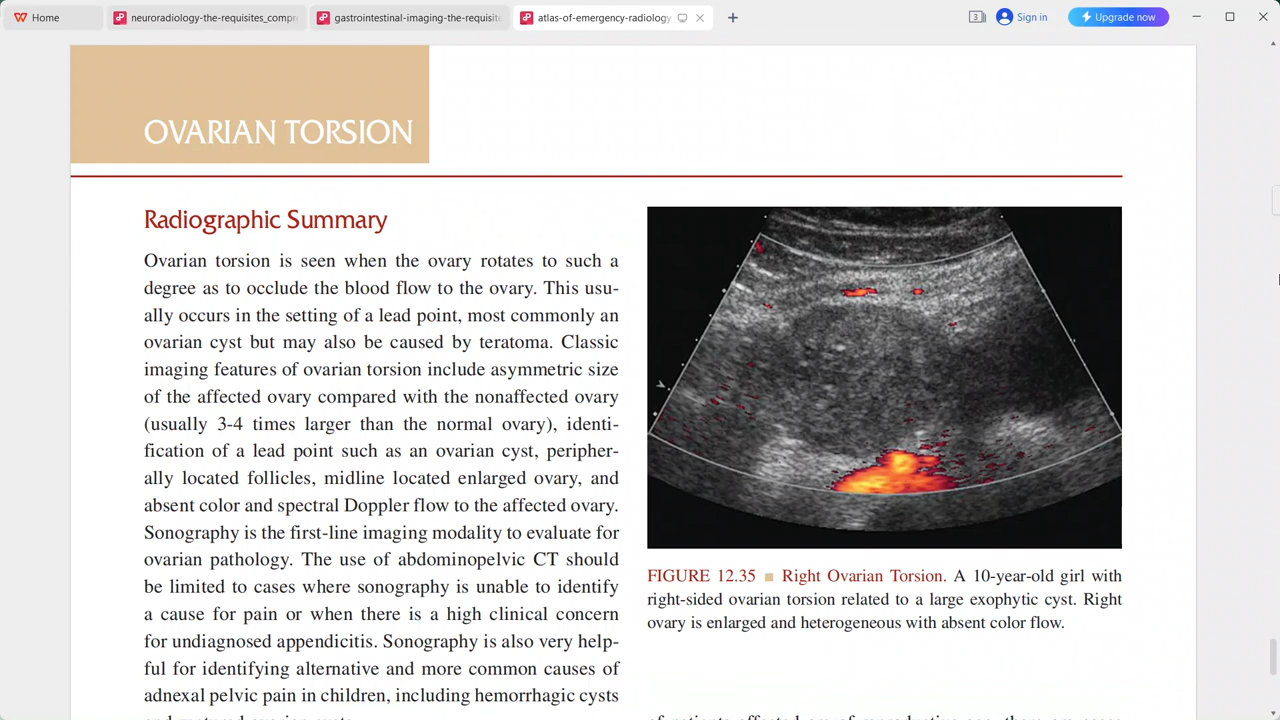 Home
neuroradiology-the-requisites_compr
gastrointestinal-imaging-the-requisite
atlas-of-emergency-radiology
3
Sign in
Upgrade now
OVARIAN TORSION
Radiographic Summary
Ovarian torsion is seen when the ovary rotates to such a
degree as to occlude the blood flow to the ovary. This usu-
ally occurs in the setting of a lead point, most commonly an
ovarian cyst but may also be caused by teratoma. Classic
imaging features of ovarian torsion include asymmetric size
of the affected ovary compared with the nonaffected ovary
(usually 3-4 times larger than the normal ovary), identi-
fication of a lead point such as an ovarian cyst, peripher-
ally located follicles, midline located enlarged ovary, and
absent color and spectral Doppler flow to the affected ovary.
Sonography is the first-line imaging modality to evaluate for
ovarian pathology. The use of abdominopelvic CT should
be limited to cases where sonography is unable to identify
a cause for pain or when there is a high clinical concern
for undiagnosed appendicitis. Sonography is also very help-
ful for identifying alternative and more common causes of
adnexal pelvic pain in children, including hemorrhagic cysts
FIGURE 12.35 ■ Right Ovarian Torsion. A 10-year-old girl with
right-sided ovarian torsion related to a large exophytic cyst. Right
ovary is enlarged and heterogeneous with absent color flow.